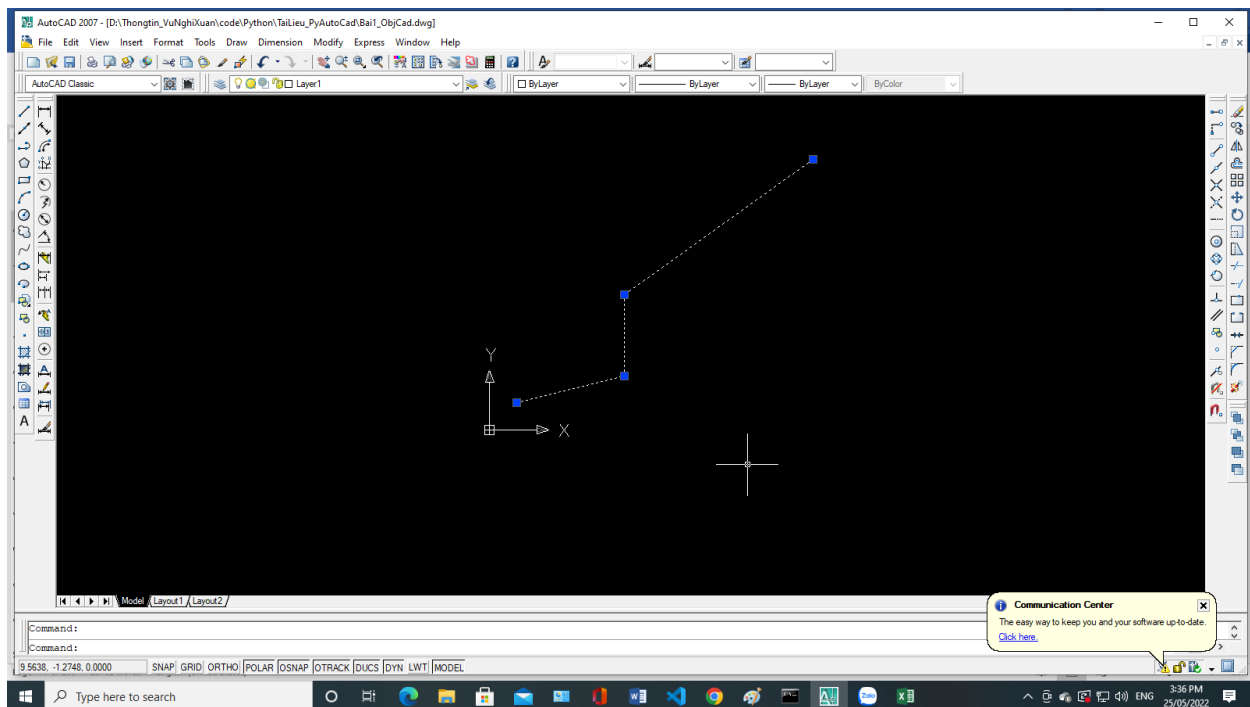 AutoCAD 2007 - [D:\Thongtin_VuNghiXuan\code\Python\TaiLieu_PyAutoCad\Bai1_ObjCad.dwg]
File Edit View Insert Format Tools Draw Dimension Modify Express Window Help
AutoCAD Classic Layer1 ByLayer ByLayer ByLayer ByColor
Y
X
A
Model Layout1 Layout2
Communication Center
The easy way to keep you and your software up-to-date.
Click here.
Command:
Command:
9.5638, -1.2748, 0.0000 SNAP GRID ORTHO POLAR OSNAP OTRACK DUCS DYN LWT MODEL
Type here to search
Zalo
ENG
3:36 PM
25/05/2022